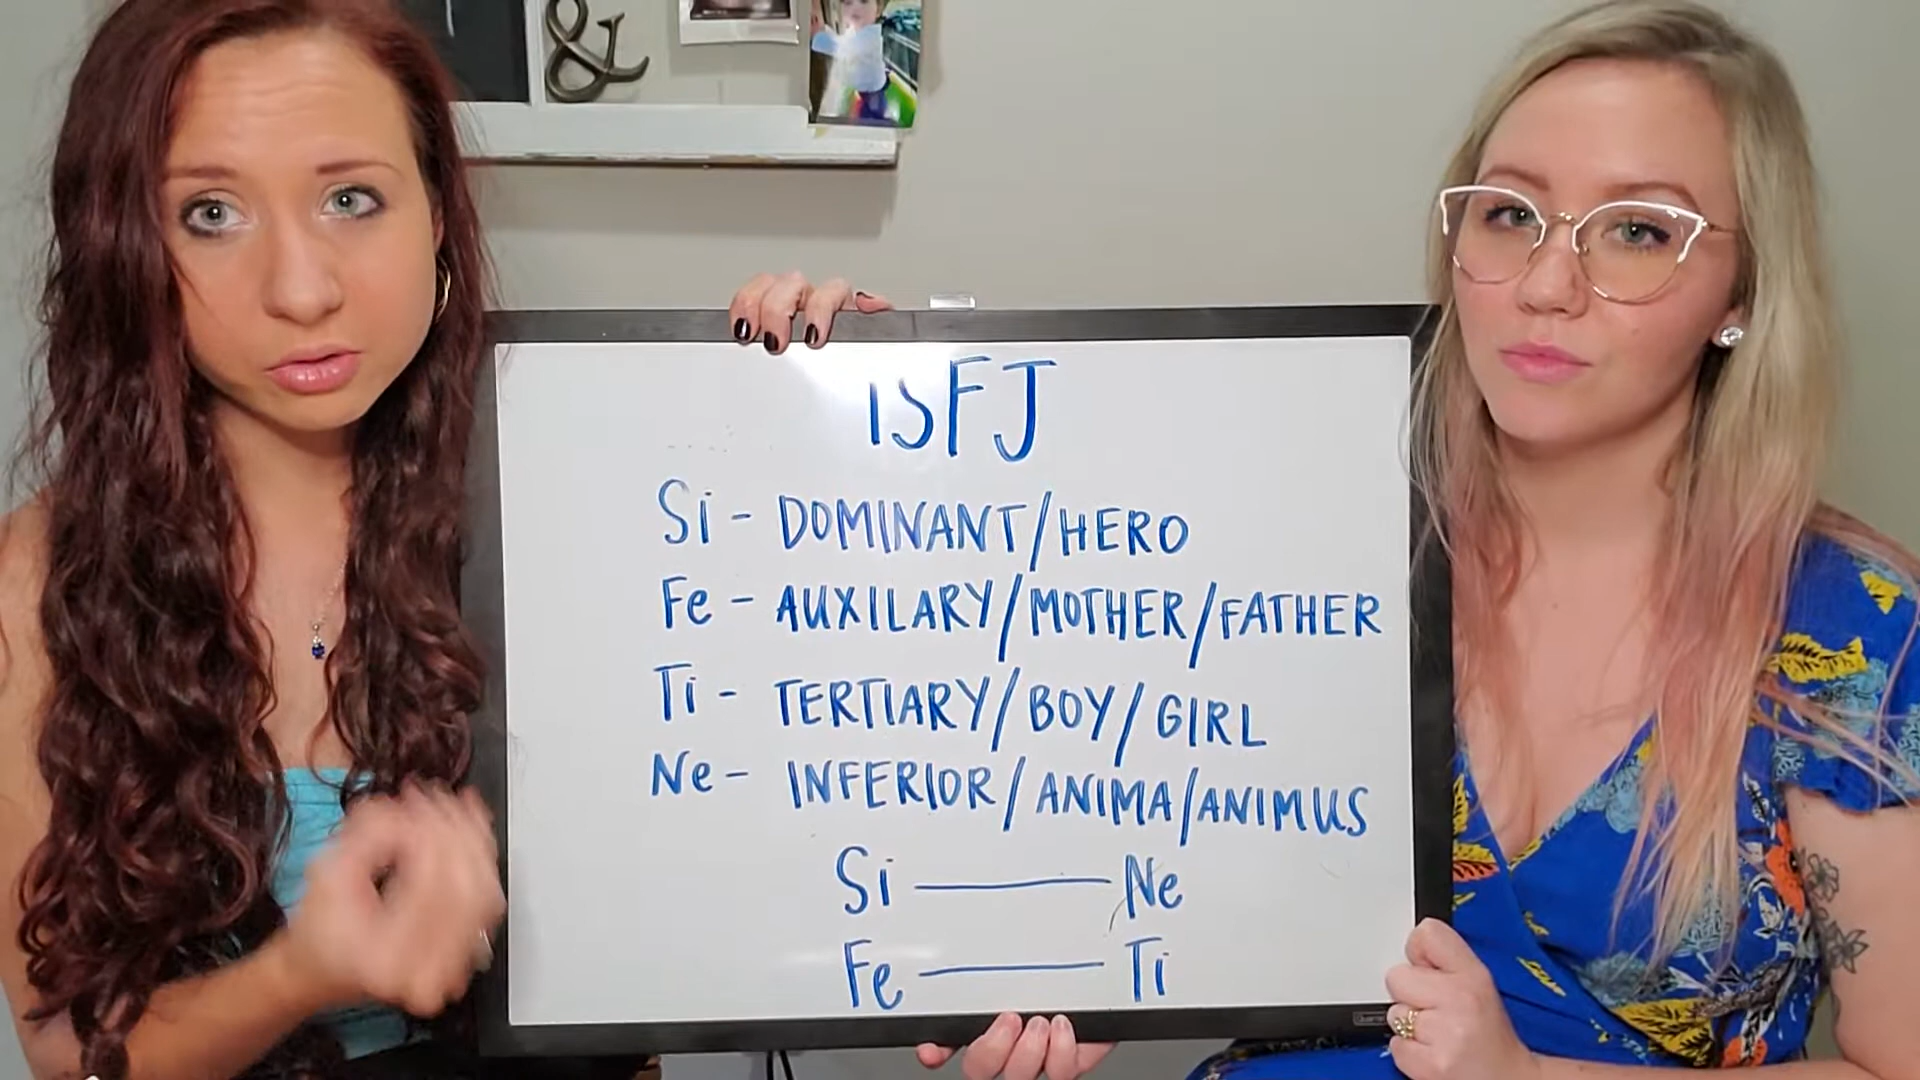 &
ISFJ
Si - DOMINANT/HERO
Fe - AUXILARY/MOTHER/FATHER
Ti - TERTIARY/BOY/GIRL
Ne - INFERIOR/ANIMA/ANIMUS
Si — Ne
Fe — Ti